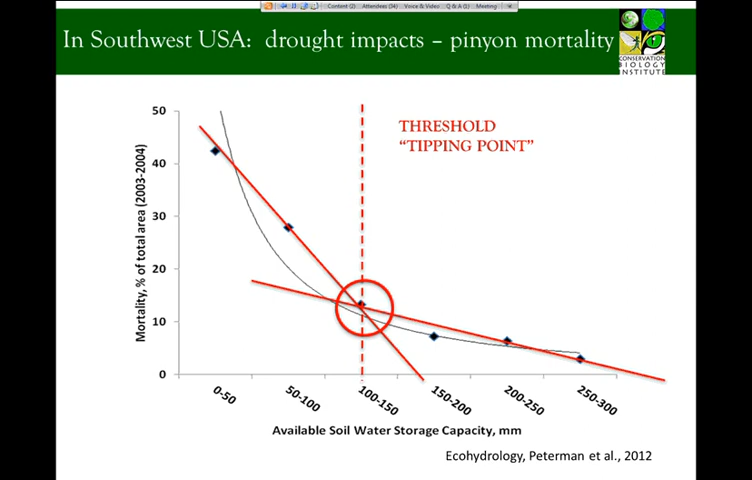 Content (2) Attendees (34) Voice & Video Q & A (1) Meeting
In Southwest USA: drought impacts – pinyon mortality
CONSERVATION
BIOLOGY
INSTITUTE
THRESHOLD
“TIPPING POINT”
Mortality, % of total area (2003-2004)
50
40
30
20
10
0
0-50
50-100
100-150
150-200
200-250
250-300
Available Soil Water Storage Capacity, mm
Ecohydrology, Peterman et al., 2012